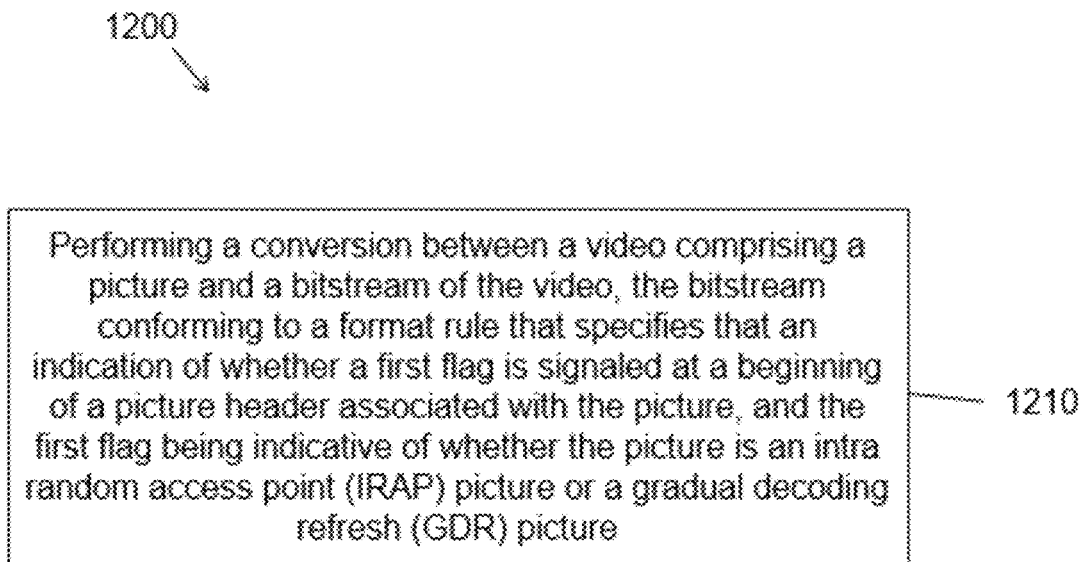 1200
Performing a conversion between a video comprising a
picture and a bitstream of the video, the bitstream
conforming to a format rule that specifies that an
indication of whether a first flag is signaled at a beginning
of a picture header associated with the picture, and the
first flag being indicative of whether the picture is an intra
random access point (IRAP) picture or a gradual decoding
refresh (GDR) picture
1210